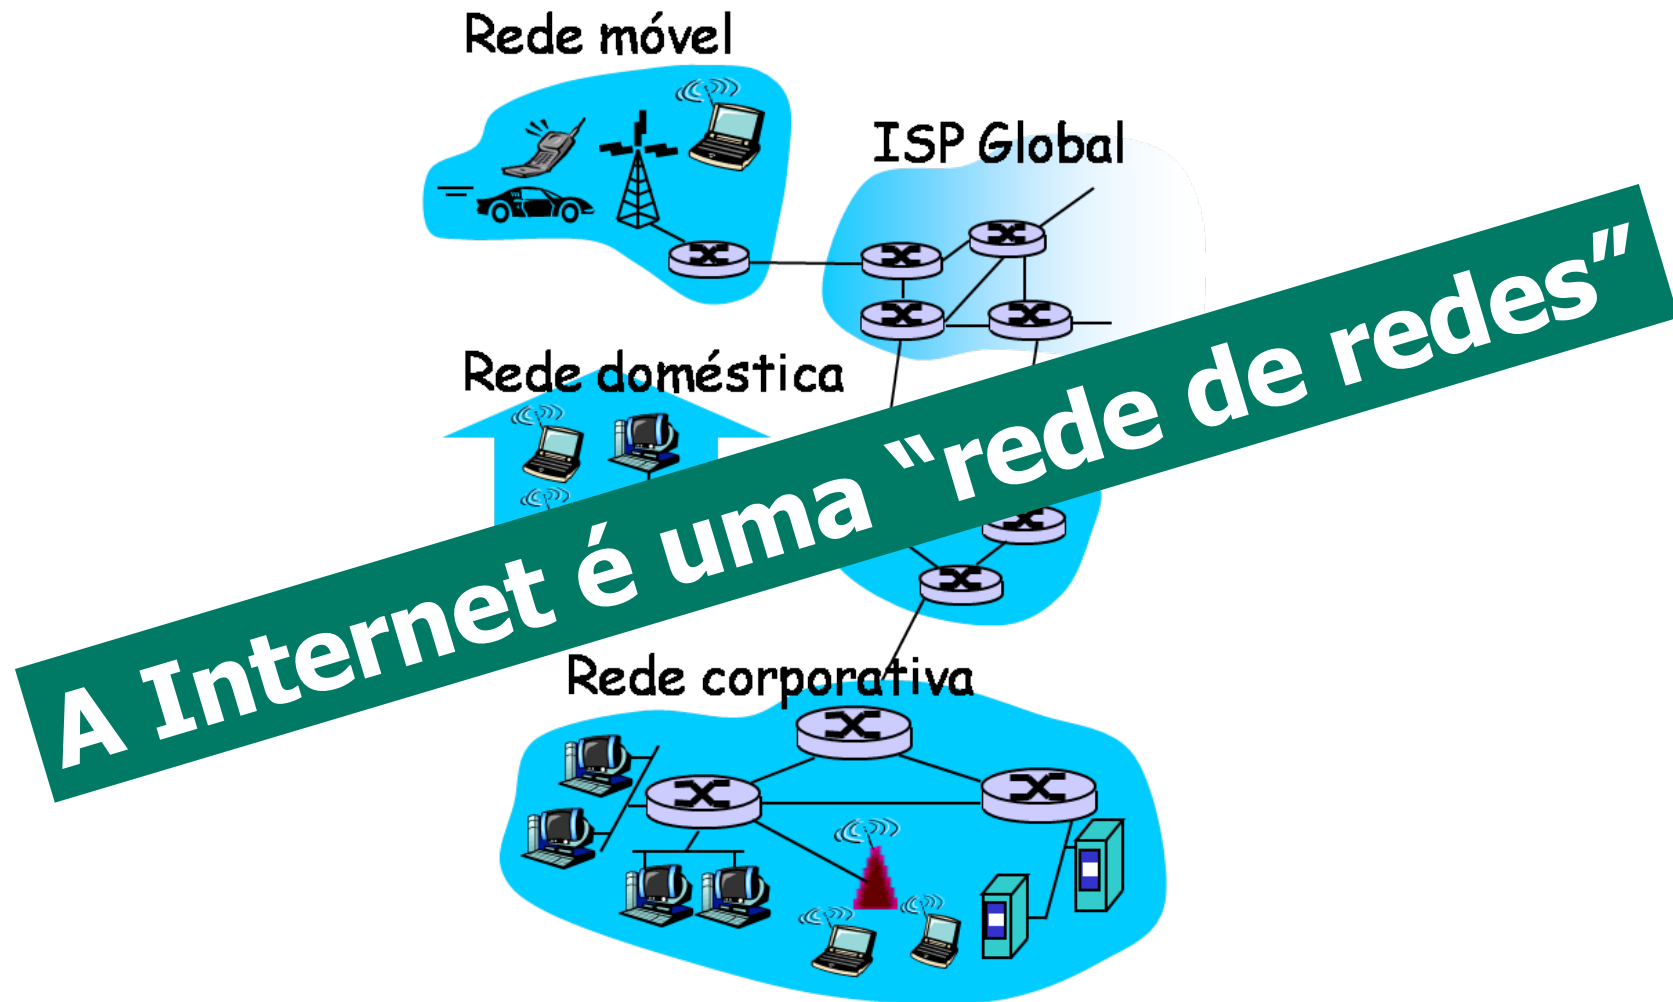 Rede móvel
ISP Global
Rede doméstica
A Internet é uma “rede de redes”
Rede corporativa